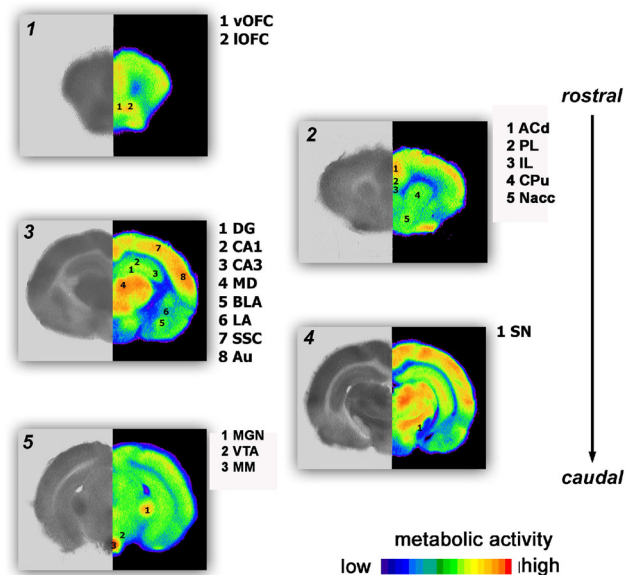 1
1 vOFC
2 lOFC
1 2
rostral
2
1 ACd
2 PL
3 IL
4 CPu
5 Nacc
1
2
3
4
5
3
1 DG
2 CA1
3 CA3
4 MD
5 BLA
6 LA
7 SSC
8 Au
7
2
1
3
8
4
6
5
4
1 SN
1
5
1 MGN
2 VTA
3 MM
1
2
3
caudal
metabolic activity
low
high